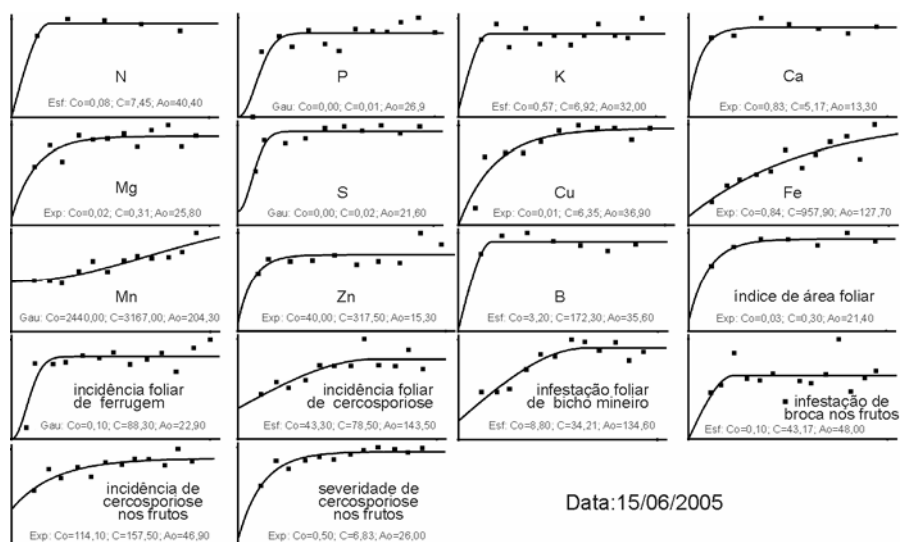 N
Esf: Co=0,08; C=7,45; Ao=40,40
P
Gau: Co=0,00; C=0,01; Ao=26,9
K
Esf: Co=0,57; C=6,92; Ao=32,00
Ca
Exp: Co=0,83; C=5,17; Ao=13,30
Mg
Exp: Co=0,02; C=0,31; Ao=25,80
S
Gau: Co=0,00; C=0,02; Ao=21,60
Cu
Exp: Co=0,01; C=6,35; Ao=36,90
Fe
Exp: Co=0,84; C=957,90; Ao=127,70
Mn
Gau: Co=2440,00; C=3167,00; Ao=204,30
Zn
Exp: Co=40,00; C=317,50; Ao=15,30
B
Esf: Co=3,20; C=172,30; Ao=35,60
índice de área foliar
Exp: Co=0,03; C=0,30; Ao=21,40
incidência foliar
de ferrugem
Gau: Co=0,10; C=88,30; Ao=22,90
incidência foliar
de cercosporiose
Esf: Co=43,30; C=78,50; Ao=143,50
infestação foliar
de bicho mineiro
Esf: Co=8,80; C=34,21; Ao=134,60
infestação de
broca nos frutos
Esf: Co=0,10; C=43,17; Ao=48,00
incidência de
cercosporiose
nos frutos
Exp: Co=114,10; C=157,50; Ao=46,90
severidade de
cercosporiose
nos frutos
Exp: Co=0,50; C=6,83; Ao=26,00
Data:15/06/2005